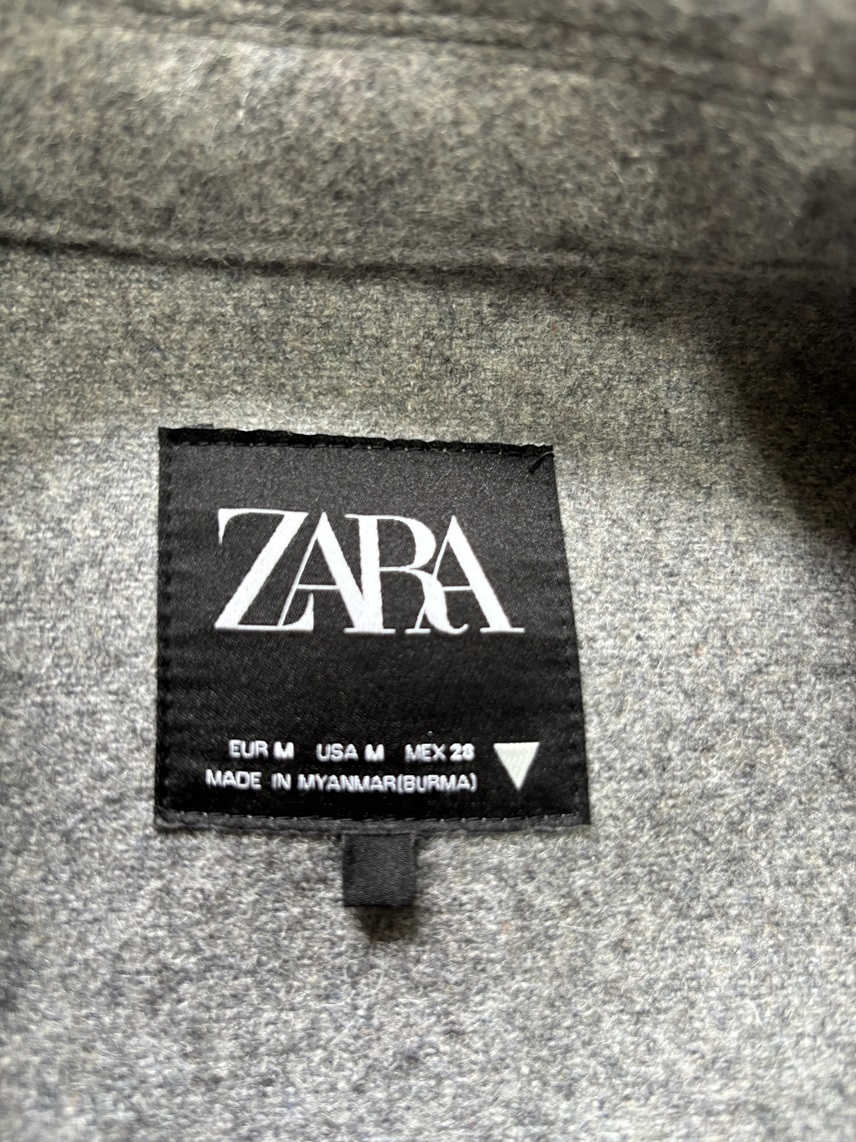 ZARA
EUR M USA M MEX 28
MADE IN MYANMAR(BURMA)